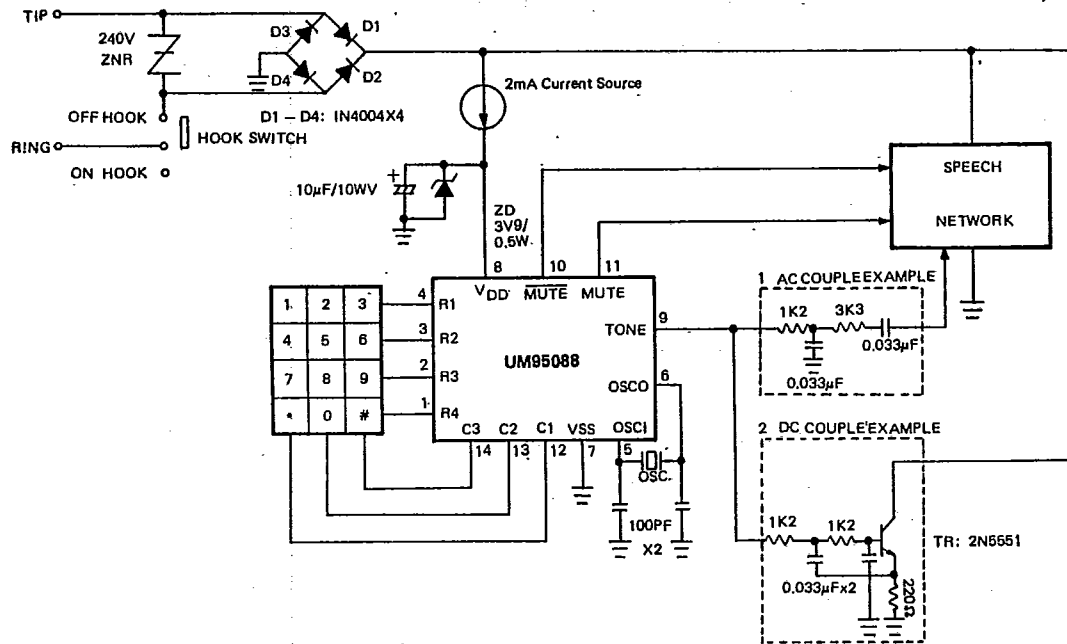 TIP
240V
ZNR
D3
D1
D4
D2
OFF HOOK
D1 – D4: IN4004X4
HOOK SWITCH
RING
ON HOOK
2mA Current Source
+
10µF/10WV
ZD
3V9/
0.5W
SPEECH
NETWORK
8
10
11
VDD
MUTE
MUTE
1 2 3
4 5 6
7 8 9
* 0 #
4
R1
3
R2
2
R3
1
R4
UM95088
TONE
9
OSCO
6
C3
C2
C1
VSS
OSCI
14
13
12
7
5
OSC.
100PF
X2
1 AC COUPLE EXAMPLE
1K2
3K3
0.033µF
0.033µF
2 DC COUPLE EXAMPLE
1K2
1K2
TR: 2N5551
0.033µFx2
220Ω